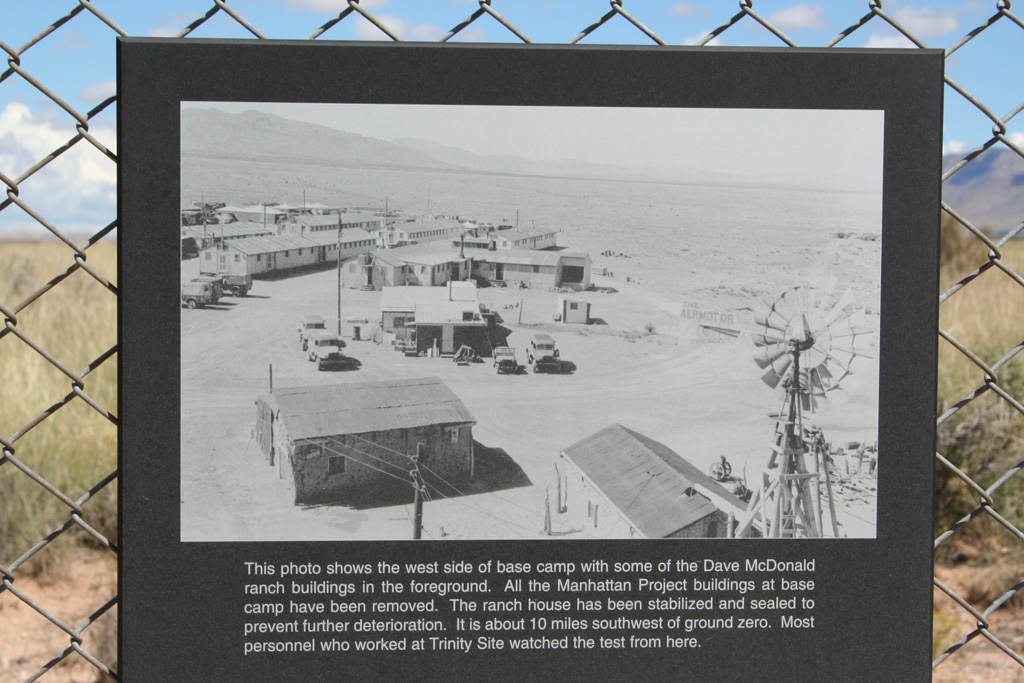 THE
AERMOTOR
CHICAGO
This photo shows the west side of base camp with some of the Dave McDonald
ranch buildings in the foreground.  All the Manhattan Project buildings at base
camp have been removed.  The ranch house has been stabilized and sealed to
prevent further deterioration.  It is about 10 miles southwest of ground zero.  Most
personnel who worked at Trinity Site watched the test from here.